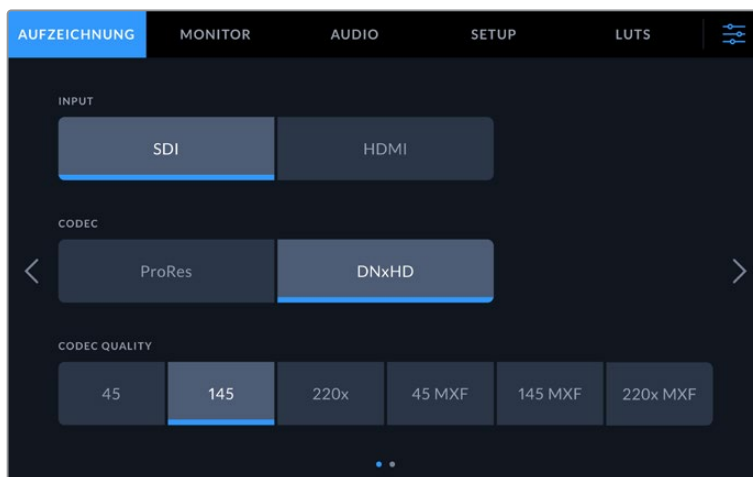 AUFZEICHNUNG MONITOR AUDIO SETUP LUTS
INPUT
SDI HDMI
CODEC
ProRes DNxHD
CODEC QUALITY
45 145 220x 45 MXF 145 MXF 220x MXF